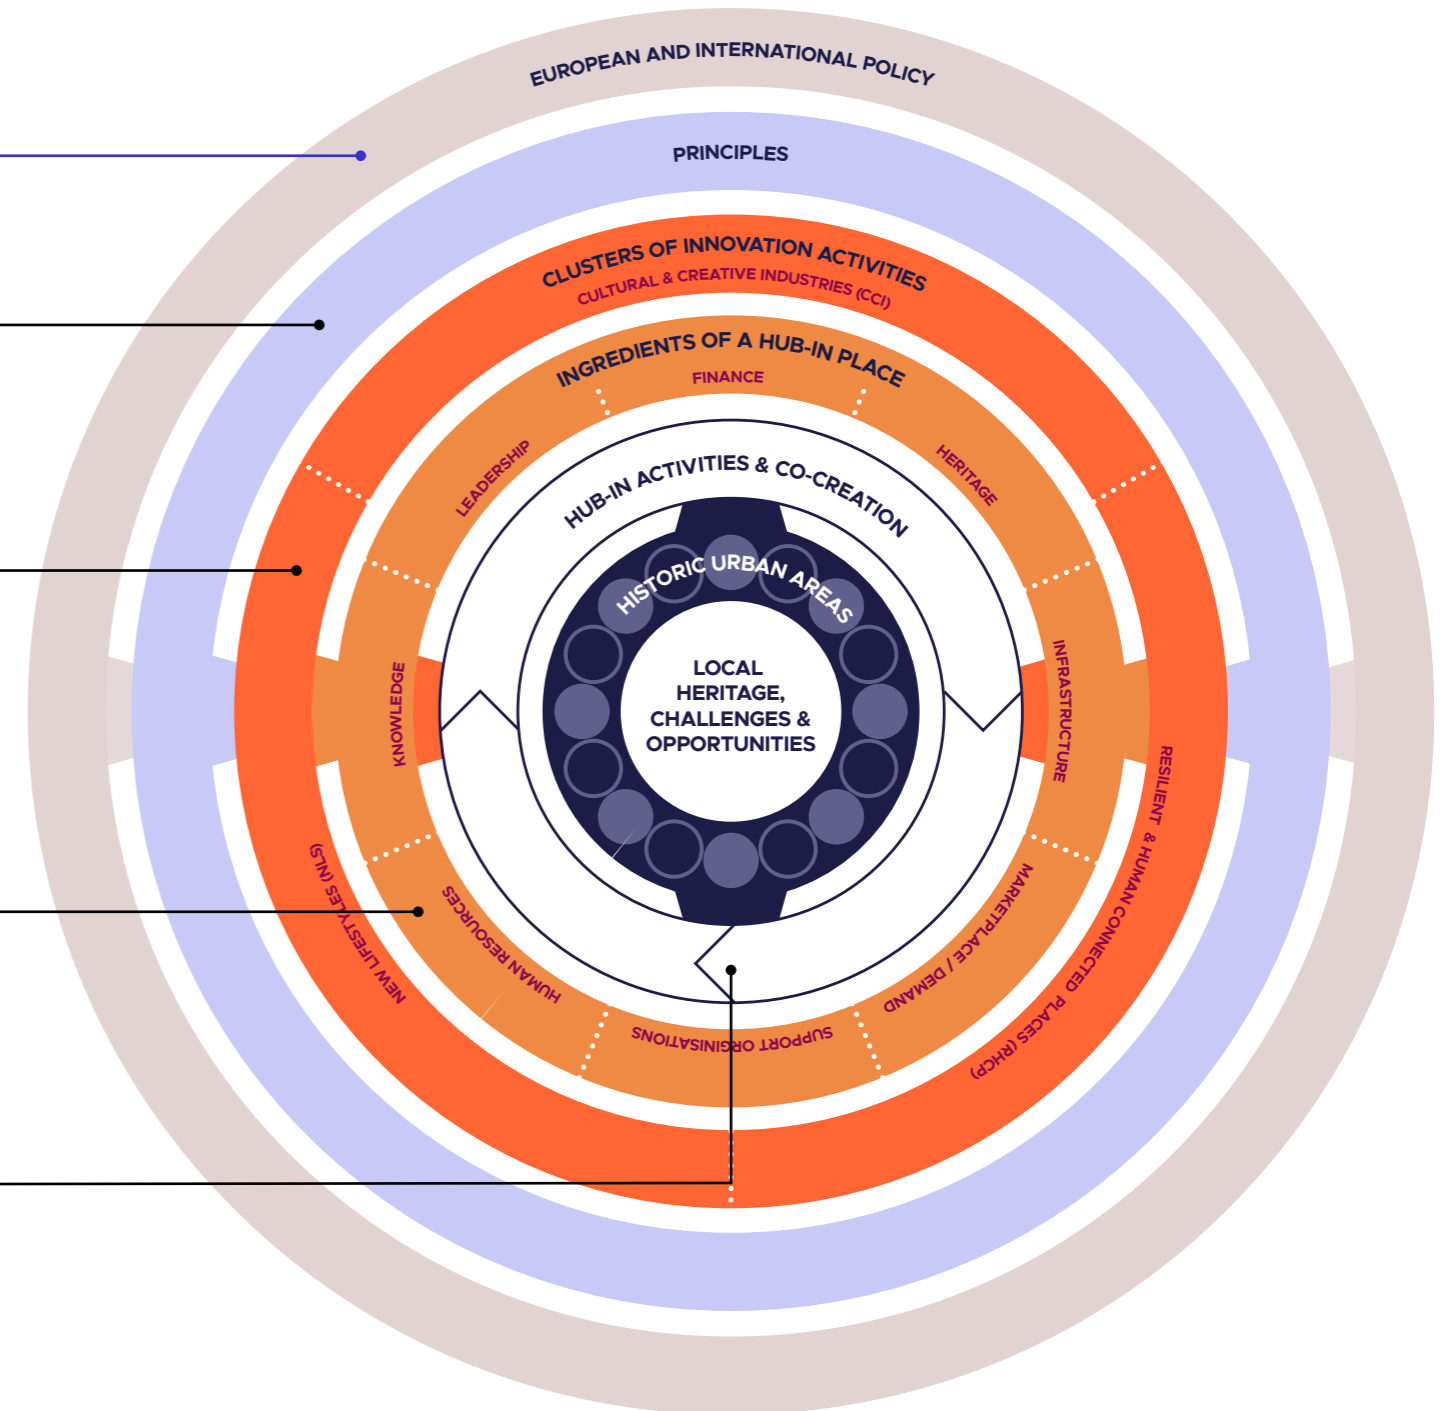 EUROPEAN AND INTERNATIONAL POLICY
PRINCIPLES
CLUSTERS OF INNOVATION ACTIVITIES
CULTURAL & CREATIVE INDUSTRIES (CCI)
RESILIENT & HUMAN CONNECTED PLACES (RHCP)
NEW LIFESTYLES (NLS)
INGREDIENTS OF A HUB-IN PLACE
FINANCE
HERITAGE
INFRASTRUCTURE
MARKETPLACE / DEMAND
SUPPORT ORGINISATIONS
HUMAN RESOURCES
KNOWLEDGE
LEADERSHIP
HUB-IN ACTIVITIES & CO-CREATION
HISTORIC URBAN AREAS
LOCAL
HERITAGE,
CHALLENGES &
OPPORTUNITIES